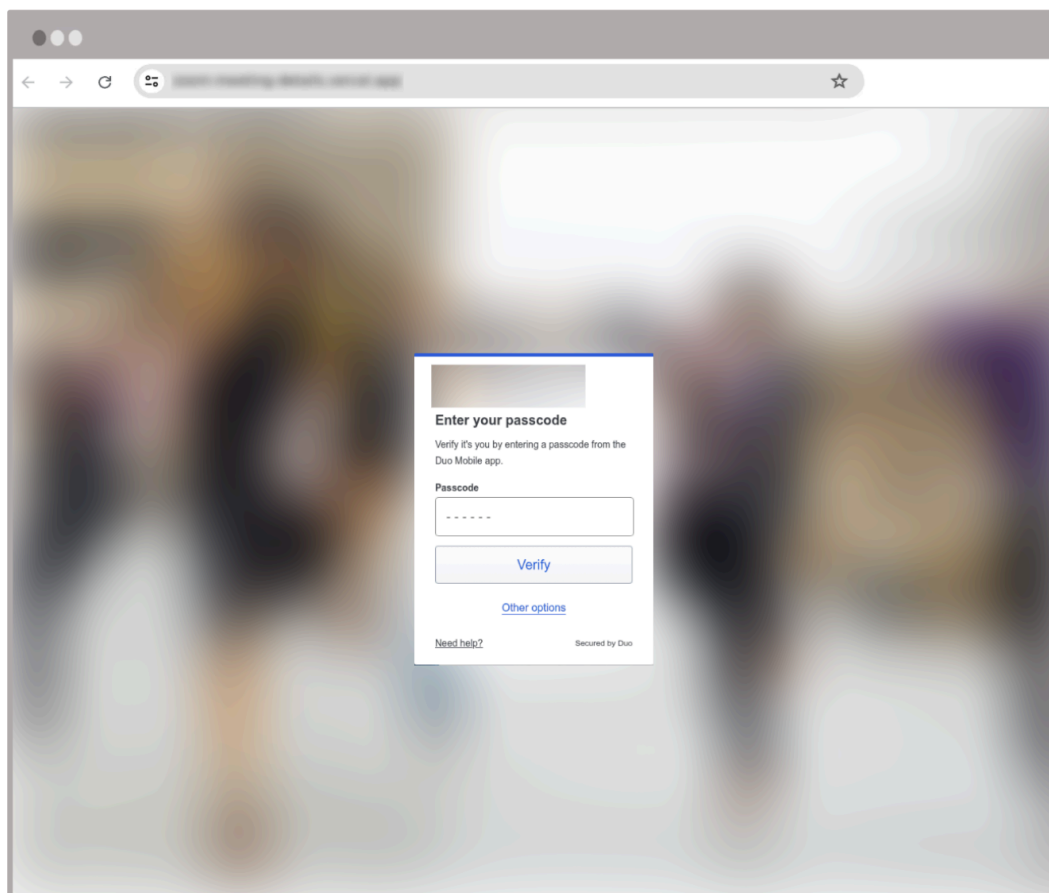 Enter your passcode
Verify it's you by entering a passcode from the
Duo Mobile app.
Passcode
- - - - - -
Verify
Other options
Need help?
Secured by Duo